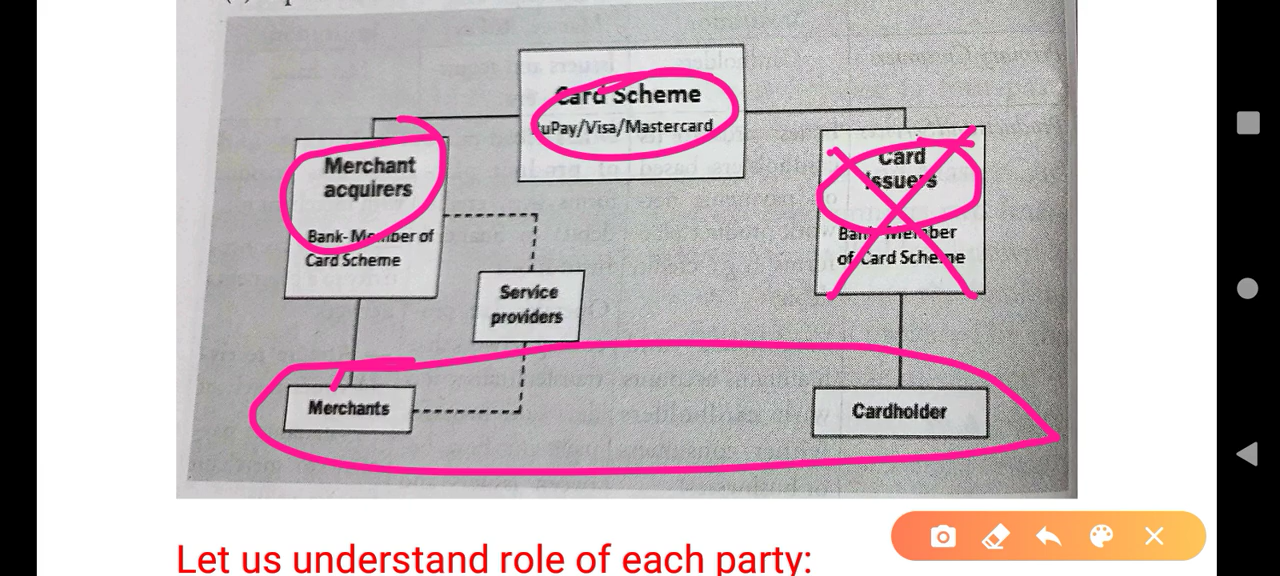 Card Scheme
RuPay/Visa/Mastercard
Merchant
acquirers
Bank-Member of
Card Scheme
Card
Issuers
Bank-Member
of Card Scheme
Service
providers
Merchants
Cardholder
Let us understand role of each party: